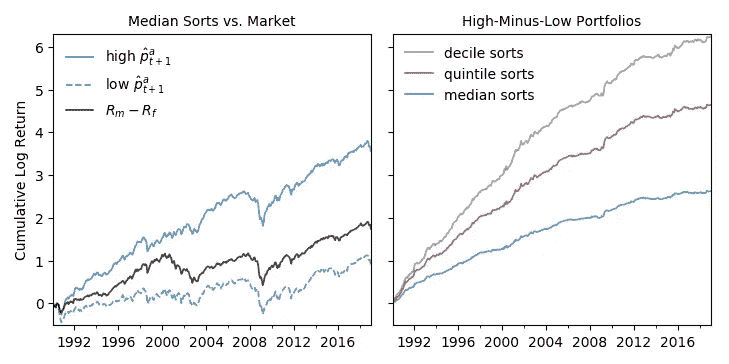 Median Sorts vs. Market
High-Minus-Low Portfolios
Cumulative Log Return
6
5
4
3
2
1
0
high p̂ᵃₜ₊₁
low p̂ᵃₜ₊₁
Rₘ − R_f
decile sorts
quintile sorts
median sorts
1992 1996 2000 2004 2008 2012 2016
1992 1996 2000 2004 2008 2012 2016